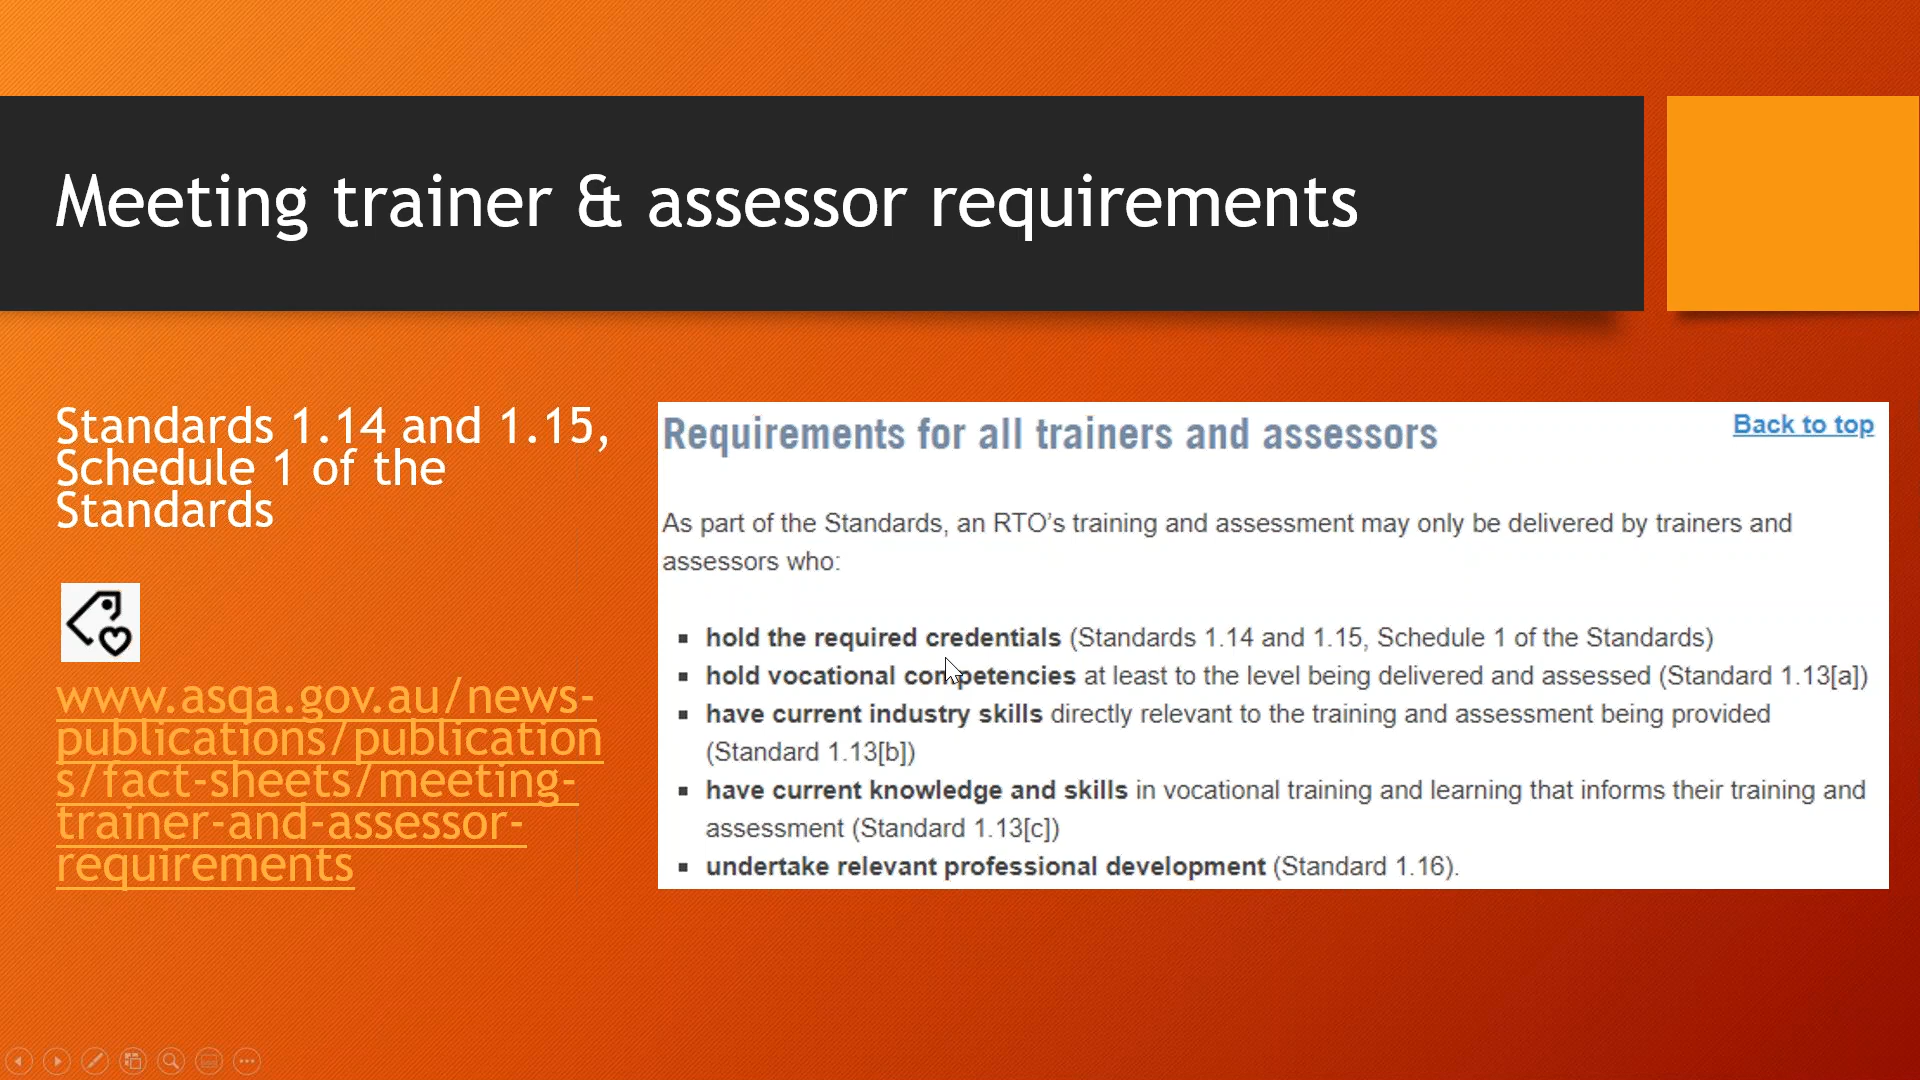 Meeting trainer & assessor requirements
Standards 1.14 and 1.15,
Schedule 1 of the
Standards
www.asqa.gov.au/news-
publications/publication
s/fact-sheets/meeting-
trainer-and-assessor-
requirements
Requirements for all trainers and assessors
Back to top
As part of the Standards, an RTO’s training and assessment may only be delivered by trainers and
assessors who:
▪ hold the required credentials (Standards 1.14 and 1.15, Schedule 1 of the Standards)
▪ hold vocational competencies at least to the level being delivered and assessed (Standard 1.13[a])
▪ have current industry skills directly relevant to the training and assessment being provided
(Standard 1.13[b])
▪ have current knowledge and skills in vocational training and learning that informs their training and
assessment (Standard 1.13[c])
▪ undertake relevant professional development (Standard 1.16).